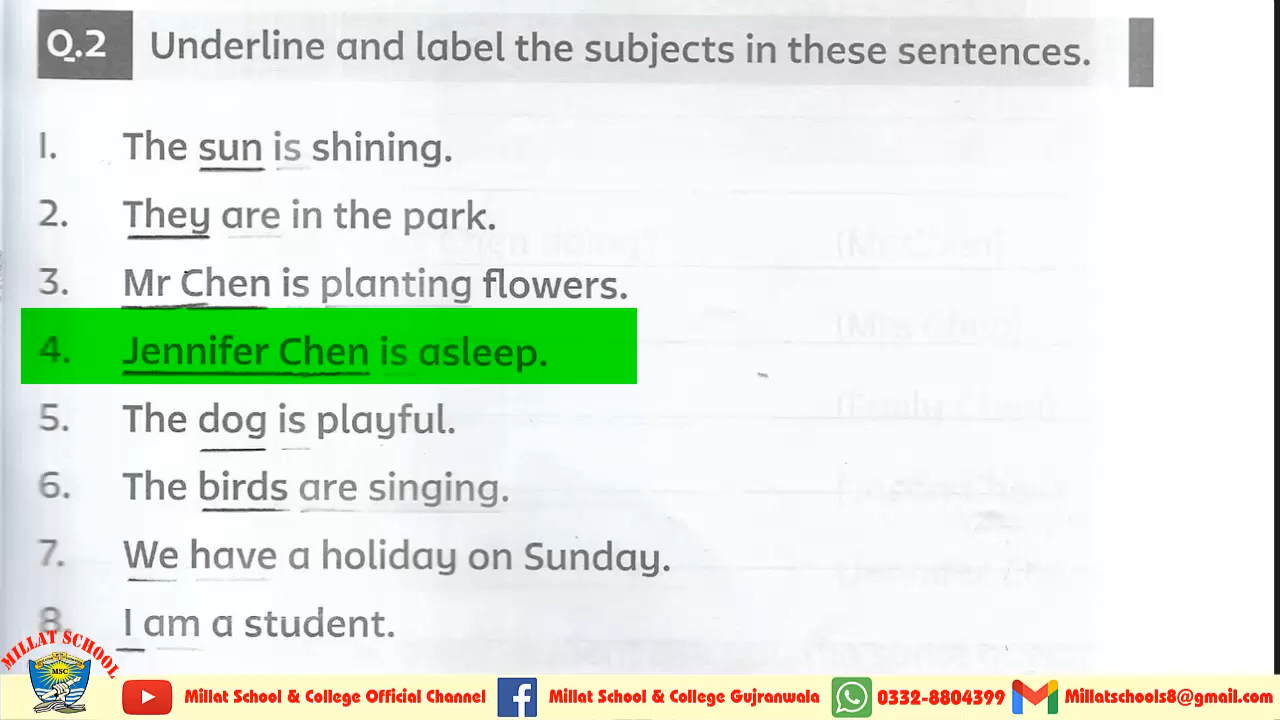 Q.2 Underline and label the subjects in these sentences.
1. The sun is shining.
2. They are in the park.
3. Mr Chen is planting flowers.
4. Jennifer Chen is asleep.
5. The dog is playful.
6. The birds are singing.
7. We have a holiday on Sunday.
8. I am a student.
MILLAT SCHOOL
MSC
Millat School & College Official Channel Millat School & College Gujranwala 0332-8804399 Millatschools8@gmail.com